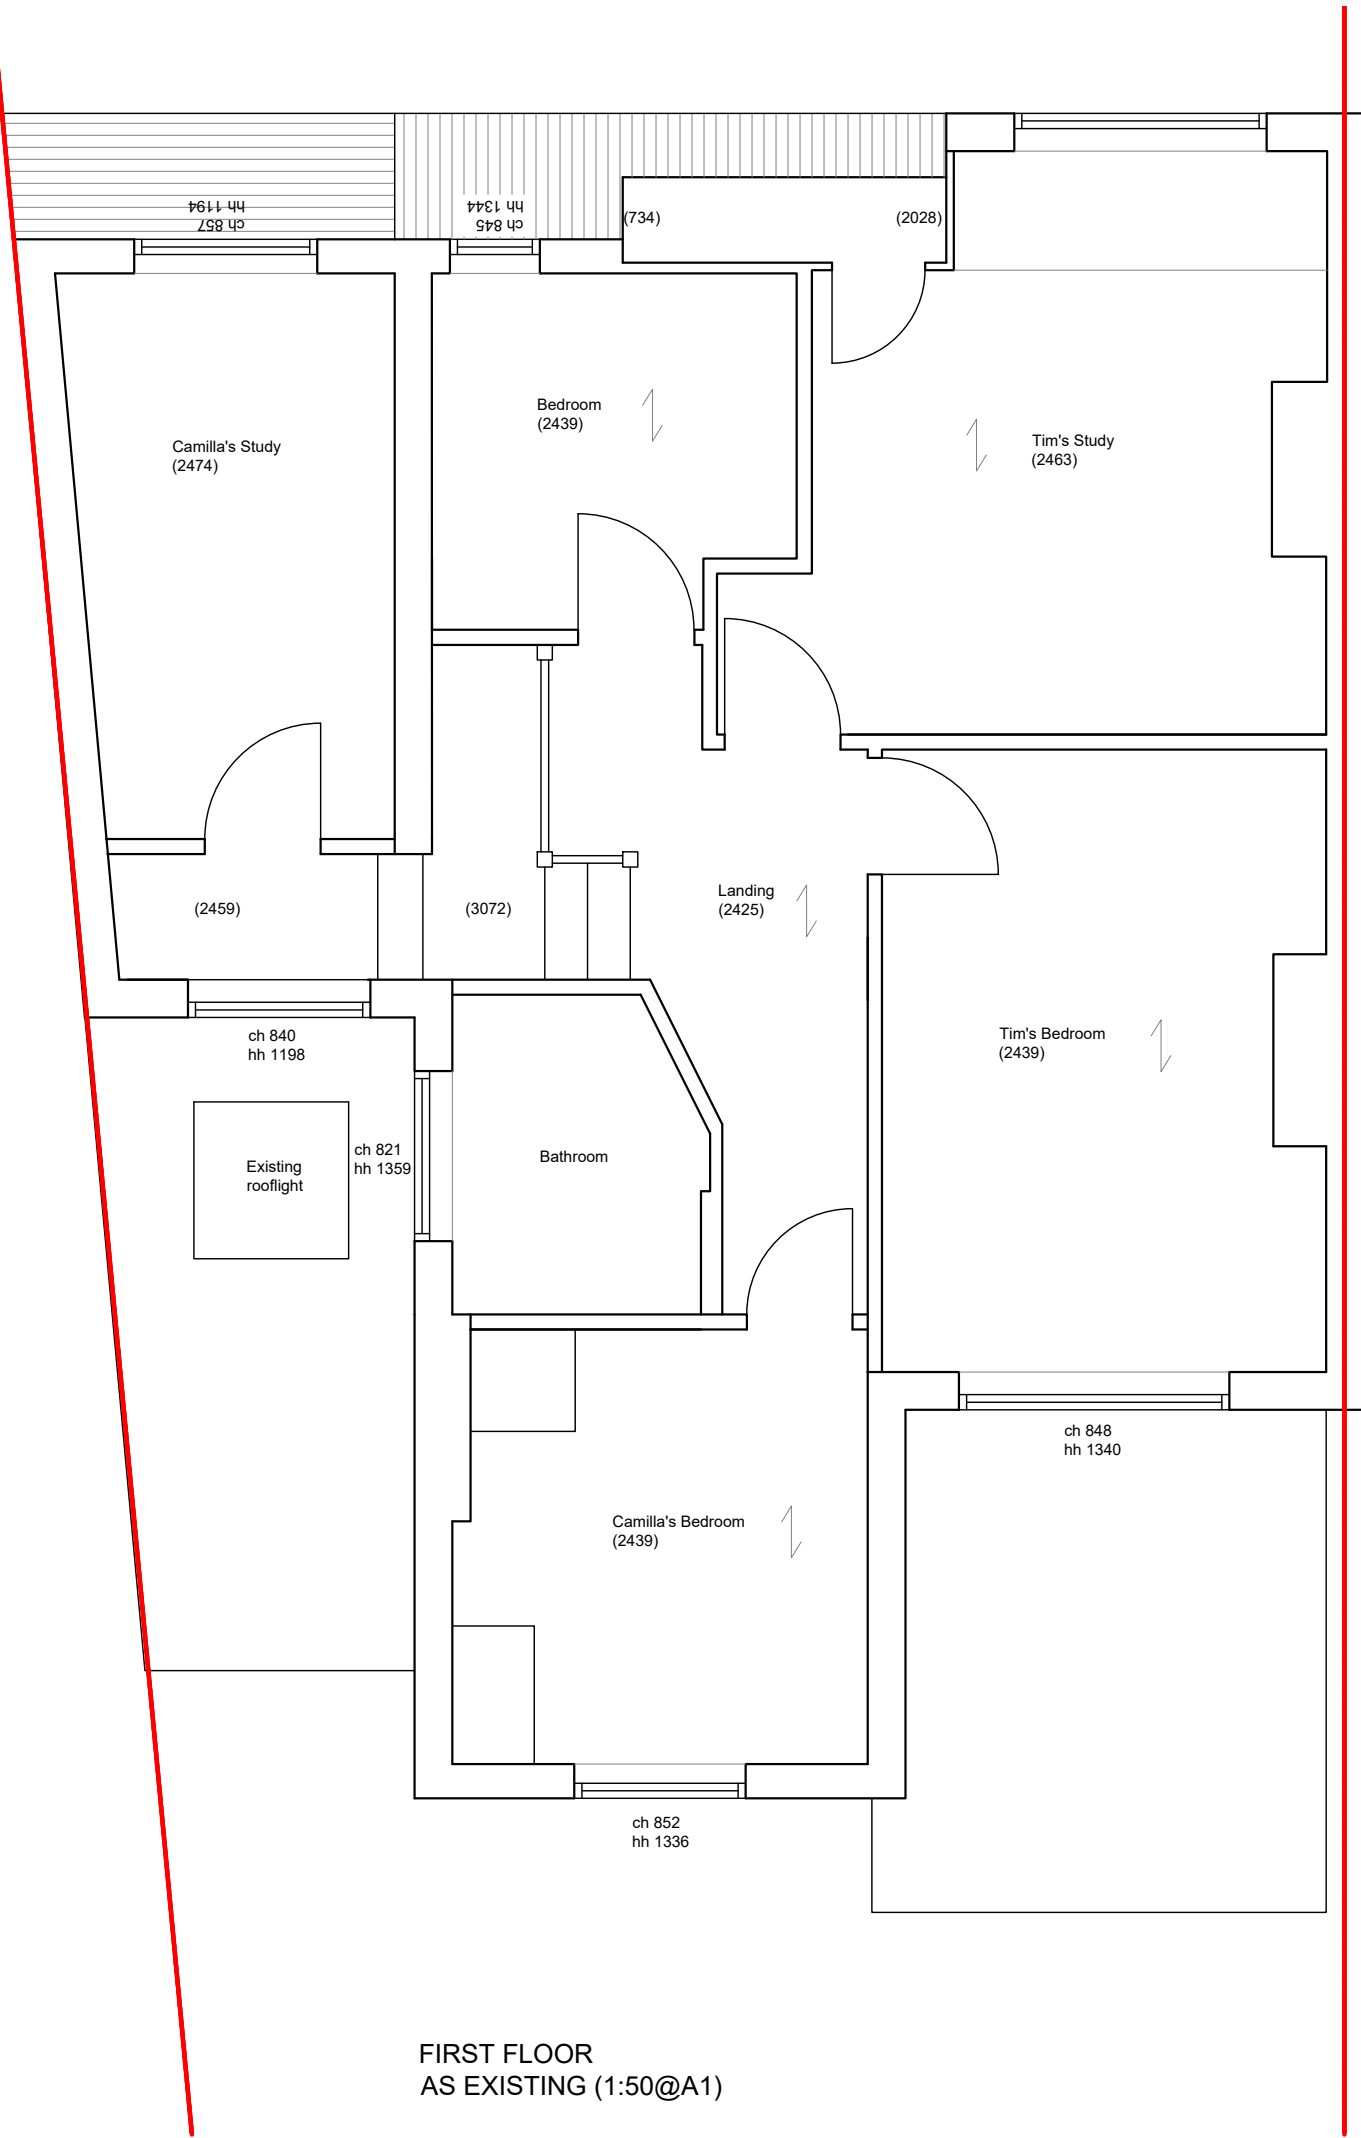 hh 1194
ch 857
hh 1344
ch 845
(734)
(2028)
Bedroom
(2439)
Camilla's Study
(2474)
Tim's Study
(2463)
Landing
(2425)
(2459)
(3072)
ch 840
hh 1198
Tim's Bedroom
(2439)
ch 821
hh 1359
Bathroom
Existing
rooflight
ch 848
hh 1340
Camilla's Bedroom
(2439)
ch 852
hh 1336
FIRST FLOOR
AS EXISTING (1:50@A1)